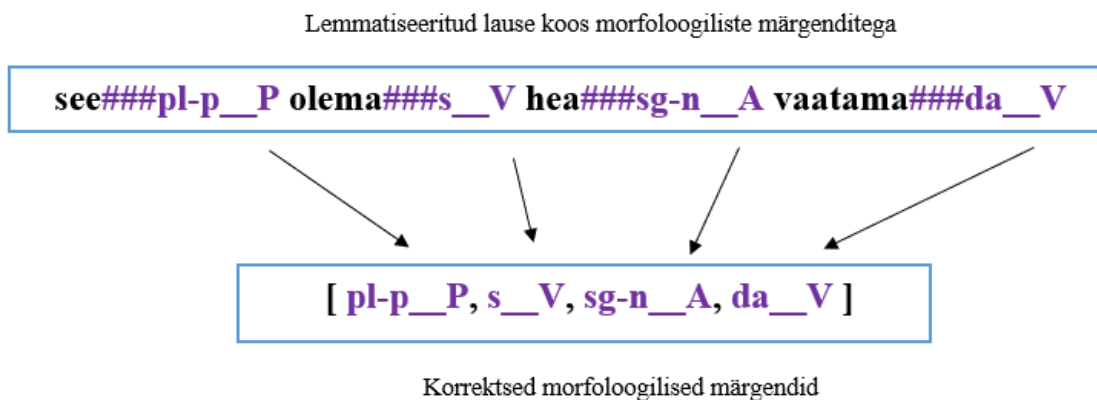 Lemmatiseeritud lause koos morfoloogiliste märgenditega
see###pl-p__P olema###s__V hea###sg-n__A vaatama###da__V
[ pl-p__P, s__V, sg-n__A, da__V ]
Korrektsed morfoloogilised märgendid